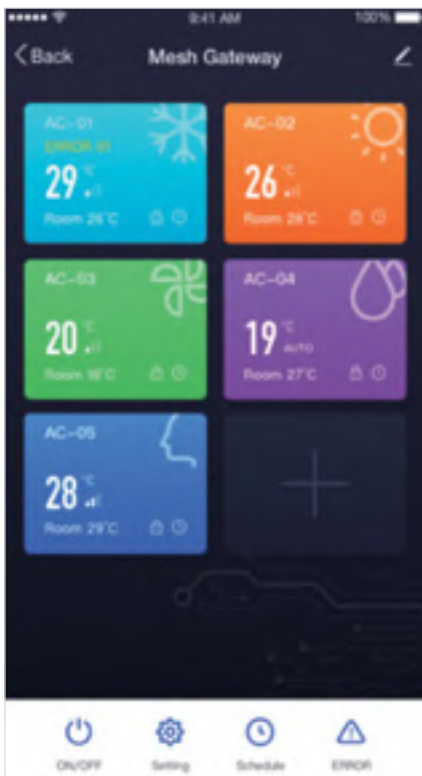 9:41 AM 100%
Back Mesh Gateway
AC-01
ERROR 01
29 °C
Room 26°C
AC-02
26 °C
Room 28°C
AC-03
20 °C
Room 18°C
AC-04
19 °C
AUTO
Room 27°C
AC-05
28 °C
Room 29°C
ON/OFF Setting Schedule ERROR